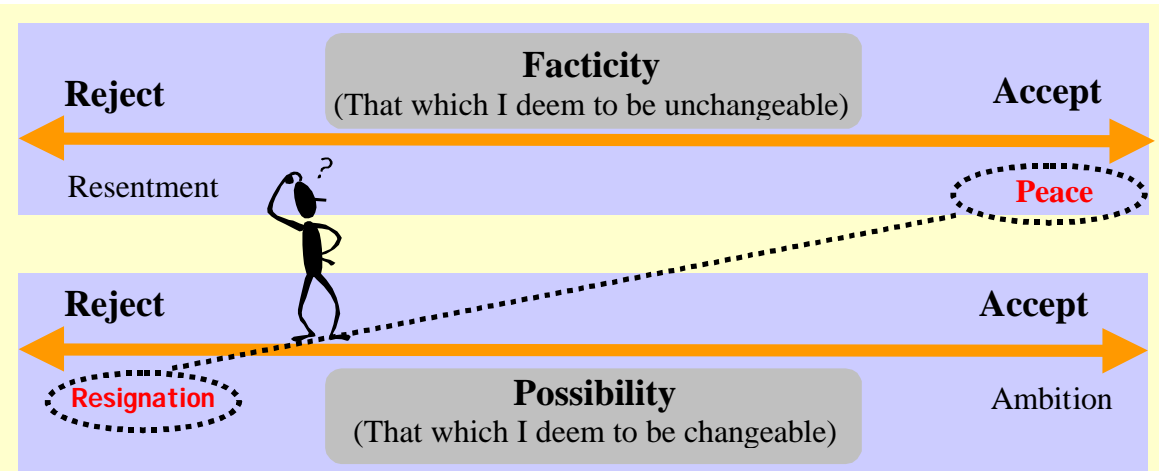 Facticity
(That which I deem to be unchangeable)
Reject
Accept
Resentment
?
Peace
Reject
Accept
Resignation
Possibility
(That which I deem to be changeable)
Ambition